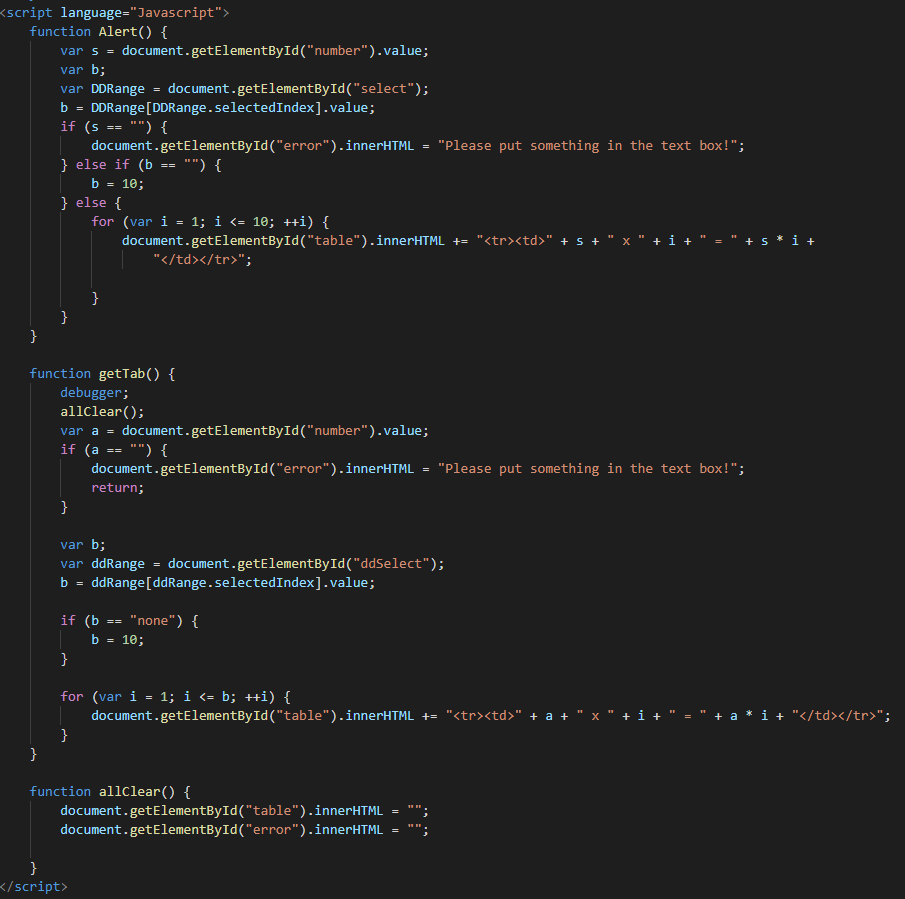 <script language="Javascript">
    function Alert() {
        var s = document.getElementById("number").value;
        var b;
        var DDRange = document.getElementById("select");
        b = DDRange[DDRange.selectedIndex].value;
        if (s == "") {
            document.getElementById("error").innerHTML = "Please put something in the text box!";
        } else if (b == "") {
            b = 10;
        } else {
            for (var i = 1; i <= 10; ++i) {
                document.getElementById("table").innerHTML += "<tr><td>" + s + " x " + i + " = " + s * i +
                    "</td></tr>";

            }
        }
    }

    function getTab() {
        debugger;
        allClear();
        var a = document.getElementById("number").value;
        if (a == "") {
            document.getElementById("error").innerHTML = "Please put something in the text box!";
            return;
        }

        var b;
        var ddRange = document.getElementById("ddSelect");
        b = ddRange[ddRange.selectedIndex].value;

        if (b == "none") {
            b = 10;
        }

        for (var i = 1; i <= b; ++i) {
            document.getElementById("table").innerHTML += "<tr><td>" + a + " x " + i + " = " + a * i + "</td></tr>";
        }
    }

    function allClear() {
        document.getElementById("table").innerHTML = "";
        document.getElementById("error").innerHTML = "";

    }
</script>